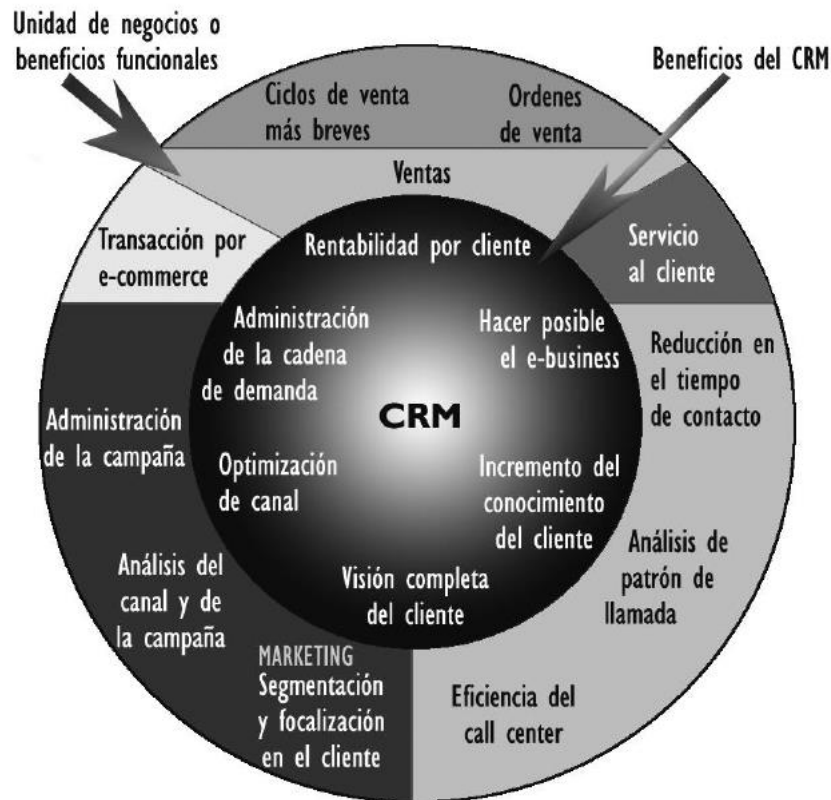 Unidad de negocios o
beneficios funcionales
Beneficios del CRM
Ciclos de venta
más breves
Ordenes
de venta
Ventas
Transacción por
e-commerce
Servicio
al cliente
Rentabilidad por cliente
Administración
de la cadena
de demanda
Hacer posible
el e-business
CRM
Optimización
de canal
Incremento del
conocimiento
del cliente
Visión completa
del cliente
Reducción en
el tiempo
de contacto
Administración
de la campaña
Análisis del
canal y de
la campaña
Análisis de
patrón de
llamada
MARKETING
Segmentación
y focalización
en el cliente
Eficiencia del
call center